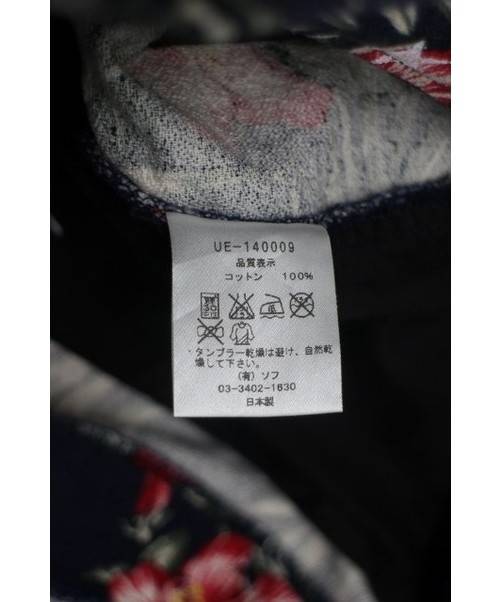 UE-140009
品質表示
コットン 100%
タンブラー乾燥は避け、自然乾
燥して下さい。
(有)ソフ
03-3402-1630
日本製